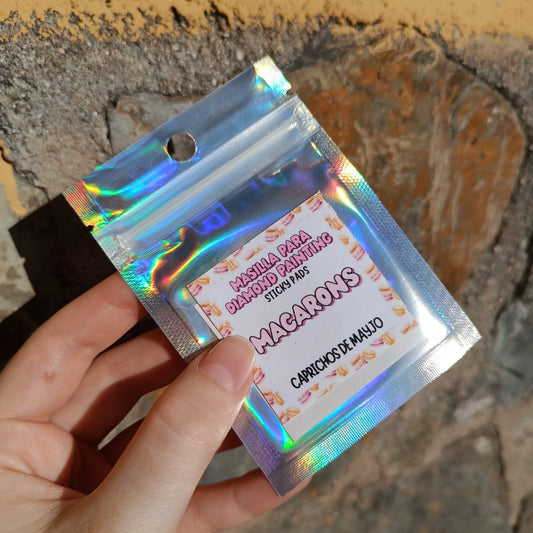 MASILLA PARA
DIAMOND PAINTING
STICKY PADS
MACARONS
CAPRICHOS DE MAYJO